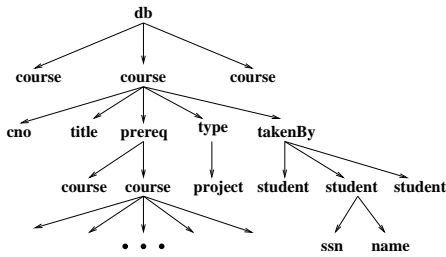 db
course course course
cno title prereq type takenBy
course course project student student student
• • • ssn name